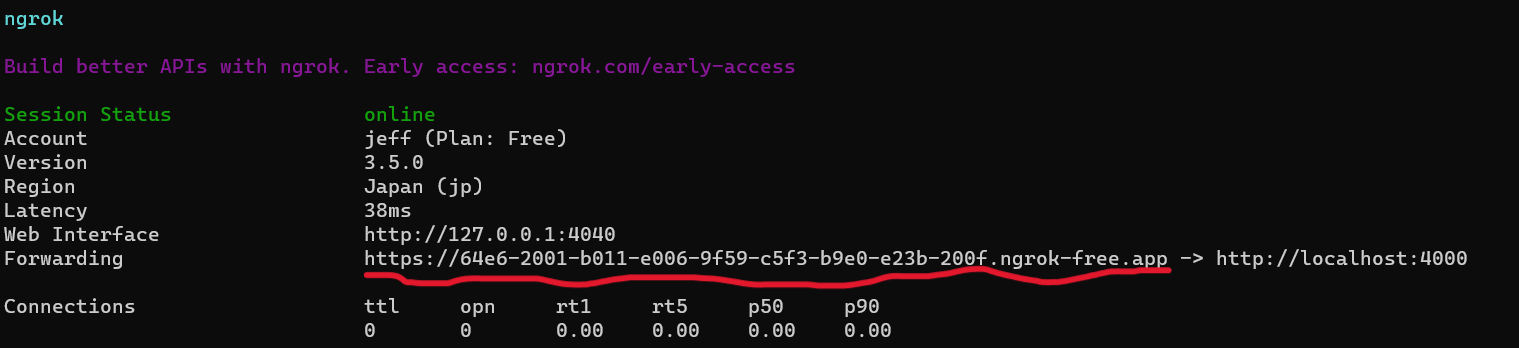 ngrok
Build better APIs with ngrok. Early access: ngrok.com/early-access
Session Status online
Account jeff (Plan: Free)
Version 3.5.0
Region Japan (jp)
Latency 38ms
Web Interface http://127.0.0.1:4040
Forwarding https://64e6-2001-b011-e006-9f59-c5f3-b9e0-e23b-200f.ngrok-free.app -> http://localhost:4000
Connections ttl opn rt1 rt5 p50 p90
0 0 0.00 0.00 0.00 0.00